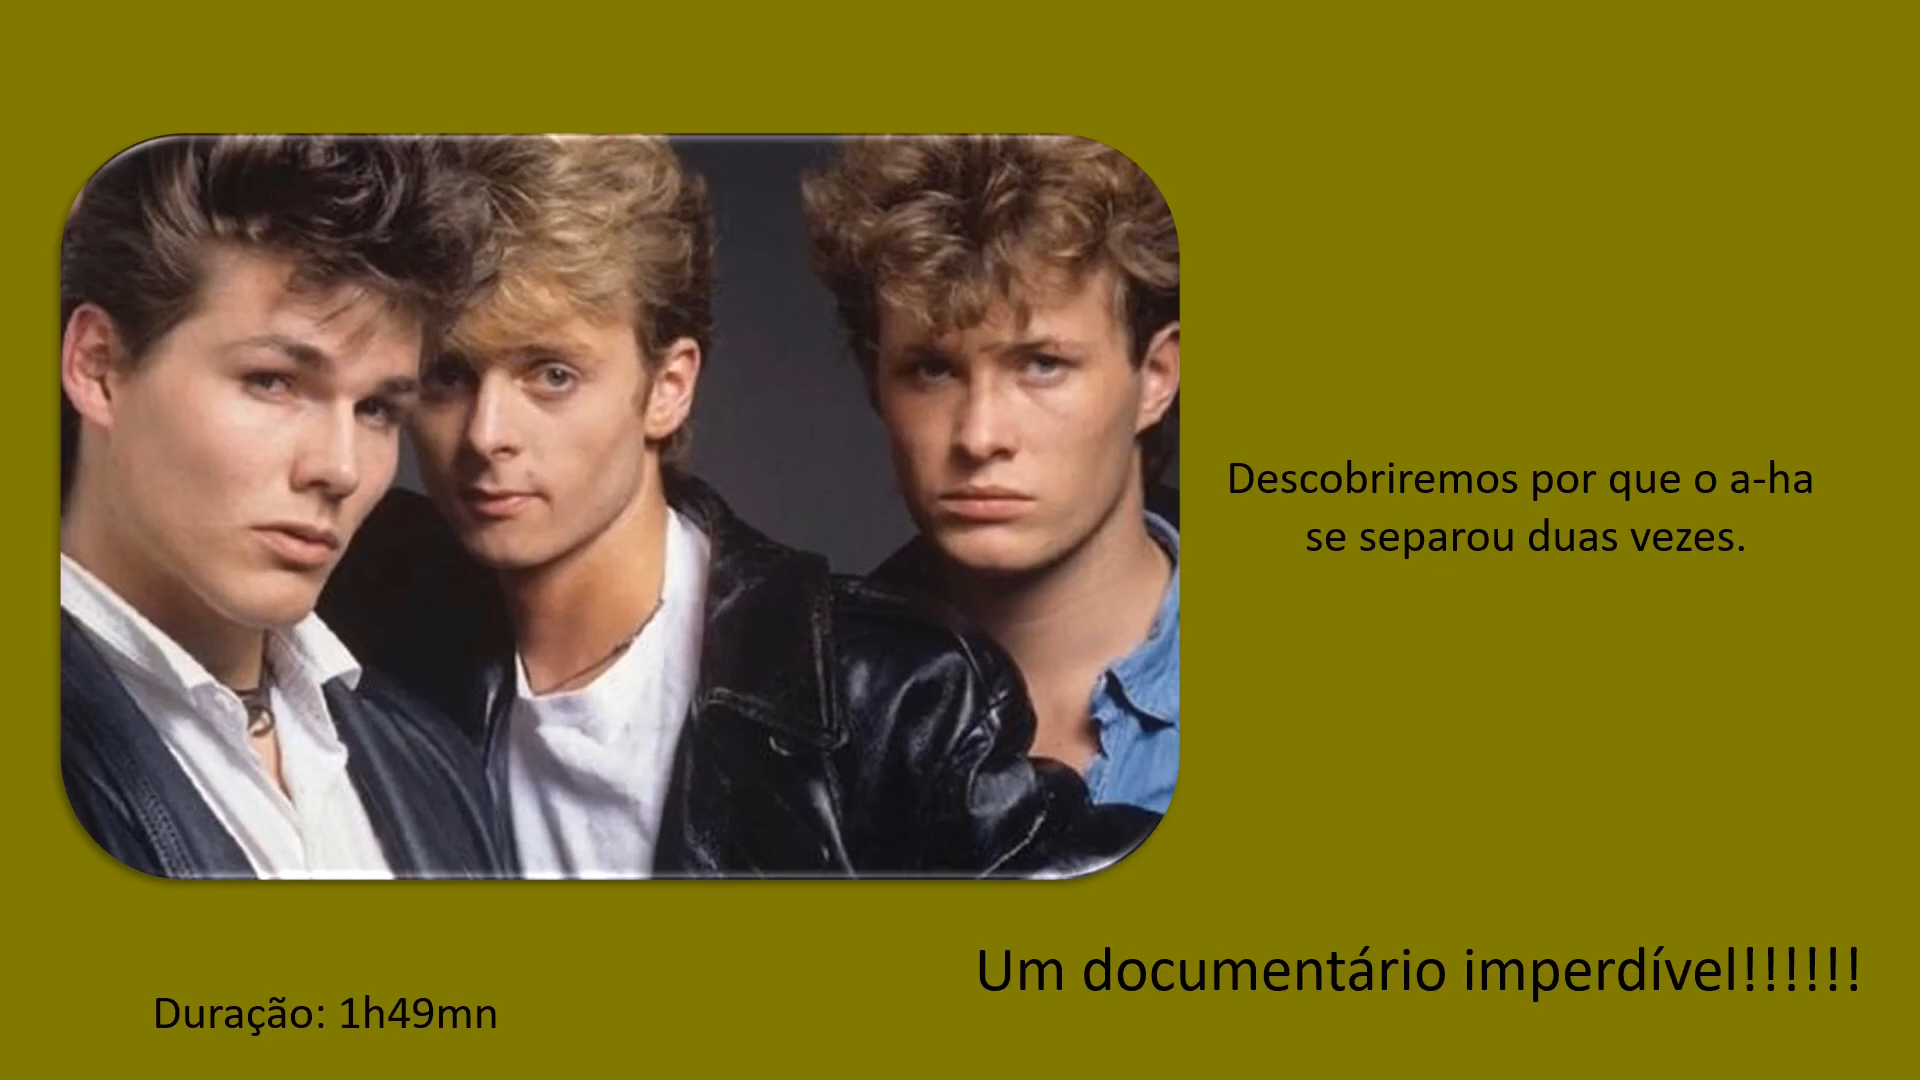 Descobriremos por que o a-ha
se separou duas vezes.
Um documentário imperdível!!!!!!
Duração: 1h49mn